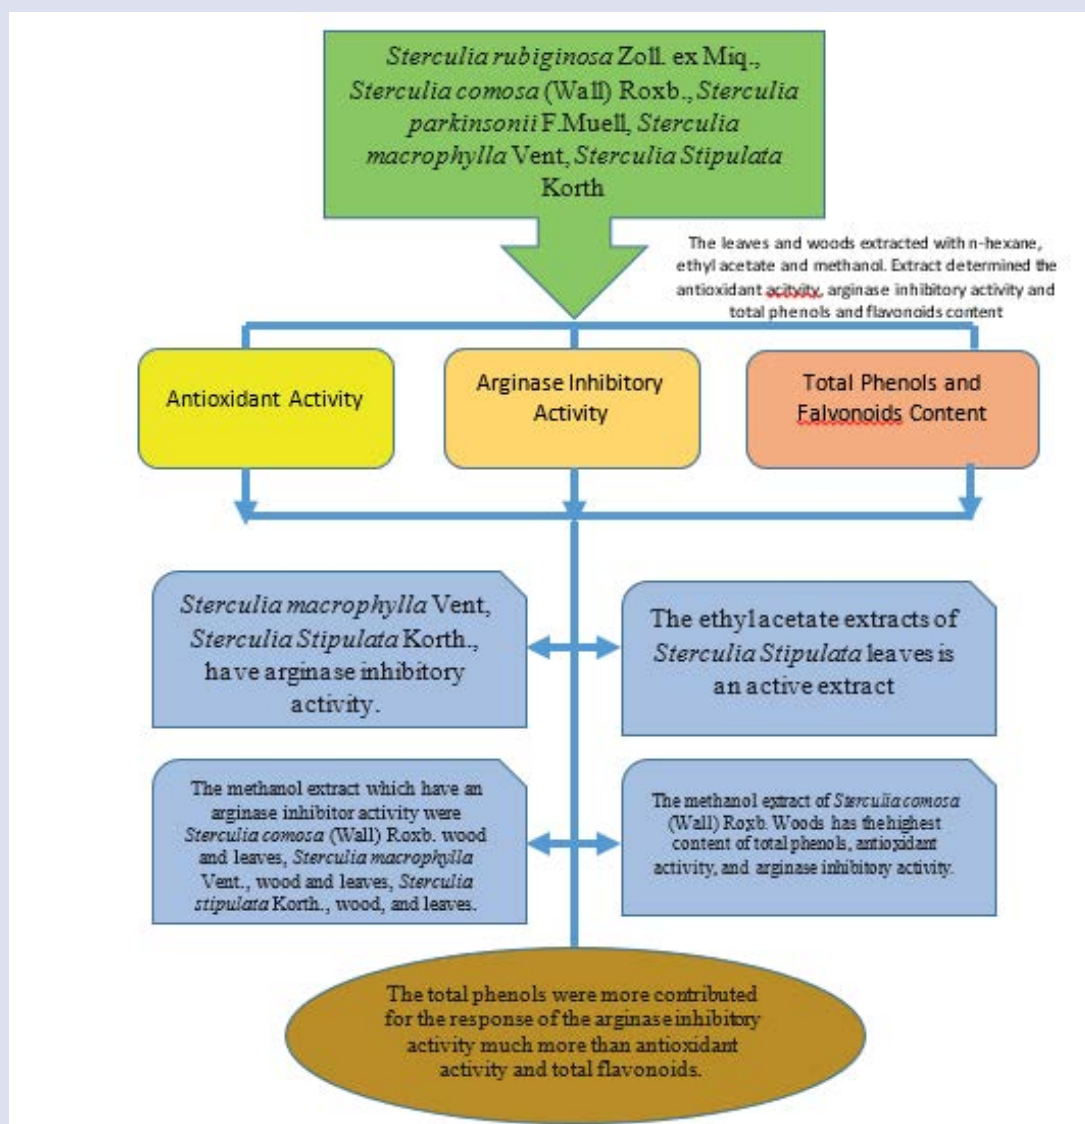 Sterculia rubiginosa Zoll. ex Miq.,
Sterculia comosa (Wall) Roxb., Sterculia
parkinsonii F.Muell, Sterculia
macrophylla Vent, Sterculia Stipulata
Korth
The leaves and woods extracted with n-hexane,
ethyl acetate and methanol. Extract determined the
antioxidant acitvity, arginase inhibitory activity and
total phenols and flavonoids content
Antioxidant Activity
Arginase Inhibitory
Activity
Total Phenols and
Falvonoids Content
Sterculia macrophylla Vent,
Sterculia Stipulata Korth.,
have arginase inhibitory
activity.
The ethyl acetate extracts of
Sterculia Stipulata leaves is
an active extract
The methanol extract which have an
arginase inhibitor activity were
Sterculia comosa (Wall) Roxb. wood
and leaves, Sterculia macrophylla
Vent., wood and leaves, Sterculia
stipulata Korth., wood, and leaves.
The methanol extract of Sterculia comosa
(Wall) Roxb. Woods has the highest
content of total phenols, antioxidant
activity, and arginase inhibitory activity.
The total phenols were more contributed
for the response of the arginase inhibitory
activity much more than antioxidant
activity and total flavonoids.